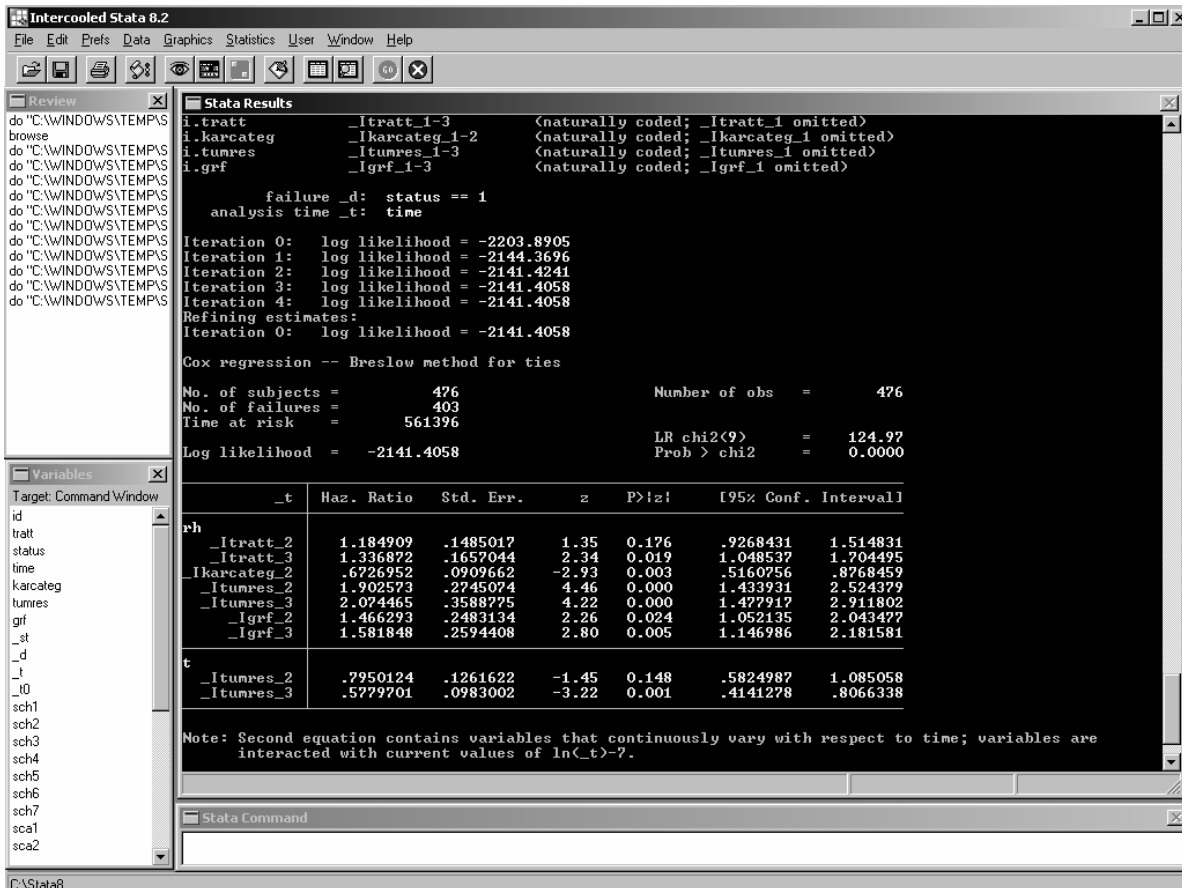 Intercooled Stata 8.2
File Edit Prefs Data Graphics Statistics User Window Help
GO
Review
do "C:\WINDOWS\TEMP\S
browse
do "C:\WINDOWS\TEMP\S
do "C:\WINDOWS\TEMP\S
do "C:\WINDOWS\TEMP\S
do "C:\WINDOWS\TEMP\S
do "C:\WINDOWS\TEMP\S
do "C:\WINDOWS\TEMP\S
do "C:\WINDOWS\TEMP\S
do "C:\WINDOWS\TEMP\S
do "C:\WINDOWS\TEMP\S
do "C:\WINDOWS\TEMP\S
do "C:\WINDOWS\TEMP\S
Variables
Target: Command Window
id
tratt
status
time
karcateg
tumres
grf
_st
_d
_t
_t0
sch1
sch2
sch3
sch4
sch5
sch6
sch7
sca1
sca2
Stata Results
i.tratt _Itratt_1-3 (naturally coded; _Itratt_1 omitted)
i.karcateg _Ikarcateg_1-2 (naturally coded; _Ikarcateg_1 omitted)
i.tumres _Itumres_1-3 (naturally coded; _Itumres_1 omitted)
i.grf _Igrf_1-3 (naturally coded; _Igrf_1 omitted)
failure _d: status == 1
analysis time _t: time
Iteration 0: log likelihood = -2203.8905
Iteration 1: log likelihood = -2144.3696
Iteration 2: log likelihood = -2141.4241
Iteration 3: log likelihood = -2141.4058
Iteration 4: log likelihood = -2141.4058
Refining estimates:
Iteration 0: log likelihood = -2141.4058
Cox regression -- Breslow method for ties
No. of subjects = 476 Number of obs = 476
No. of failures = 403
Time at risk = 561396
LR chi2(9) = 124.97
Log likelihood = -2141.4058 Prob > chi2 = 0.0000
_t Haz. Ratio Std. Err. z P>|z| [95% Conf. Interval]
rh
_Itratt_2 1.184909 .1485017 1.35 0.176 .9268431 1.514831
_Itratt_3 1.336872 .1657044 2.34 0.019 1.048537 1.704495
_Ikarcateg_2 .6726952 .0909662 -2.93 0.003 .5160756 .8768459
_Itumres_2 1.902573 .2745074 4.46 0.000 1.433931 2.524379
_Itumres_3 2.074465 .3588775 4.22 0.000 1.477917 2.911802
_Igrf_2 1.466293 .2483134 2.26 0.024 1.052135 2.043477
_Igrf_3 1.581848 .2594408 2.80 0.005 1.146986 2.181581
t
_Itumres_2 .7950124 .1261622 -1.45 0.148 .5824987 1.085058
_Itumres_3 .5779701 .0983002 -3.22 0.001 .4141278 .8066338
Note: Second equation contains variables that continuously vary with respect to time; variables are
interacted with current values of ln(_t)-7.
Stata Command
C:\Stata8